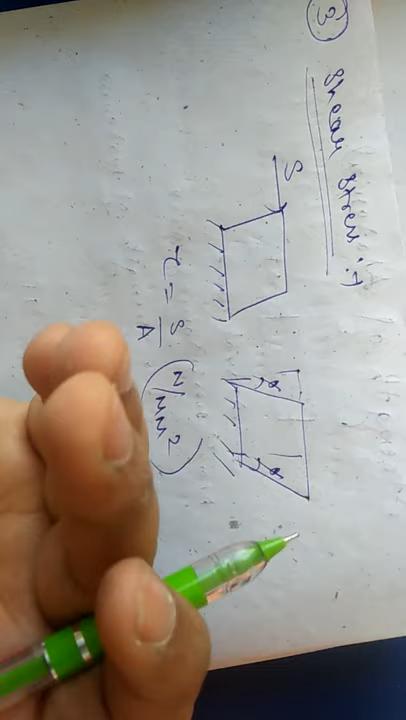 ③ Shear Stress :-
S
τ = S/A (N/mm²)